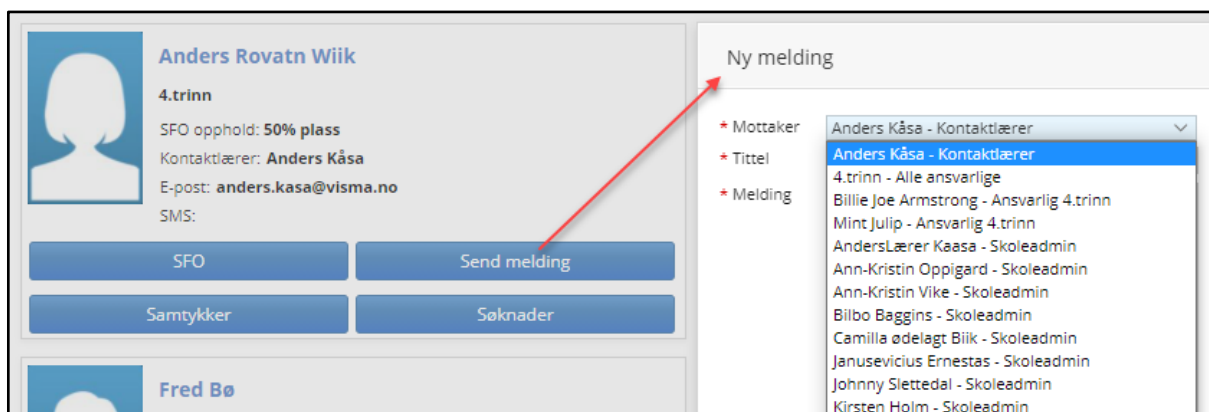 Anders Rovatn Wiik
4.trinn
SFO opphold: 50% plass
Kontaktlærer: Anders Kåsa
E-post: anders.kasa@visma.no
SMS:
SFO
Send melding
Samtykker
Søknader
Fred Bø
Ny melding
* Mottaker
Anders Kåsa - Kontaktlærer
* Tittel
* Melding
Anders Kåsa - Kontaktlærer
4.trinn - Alle ansvarlige
Billie Joe Armstrong - Ansvarlig 4.trinn
Mint Julip - Ansvarlig 4.trinn
AndersLærer Kaasa - Skoleadmin
Ann-Kristin Oppigard - Skoleadmin
Ann-Kristin Vike - Skoleadmin
Bilbo Baggins - Skoleadmin
Camilla ødelagt Biik - Skoleadmin
Janusevicius Ernestas - Skoleadmin
Johnny Slettedal - Skoleadmin
Kirsten Holm - Skoleadmin